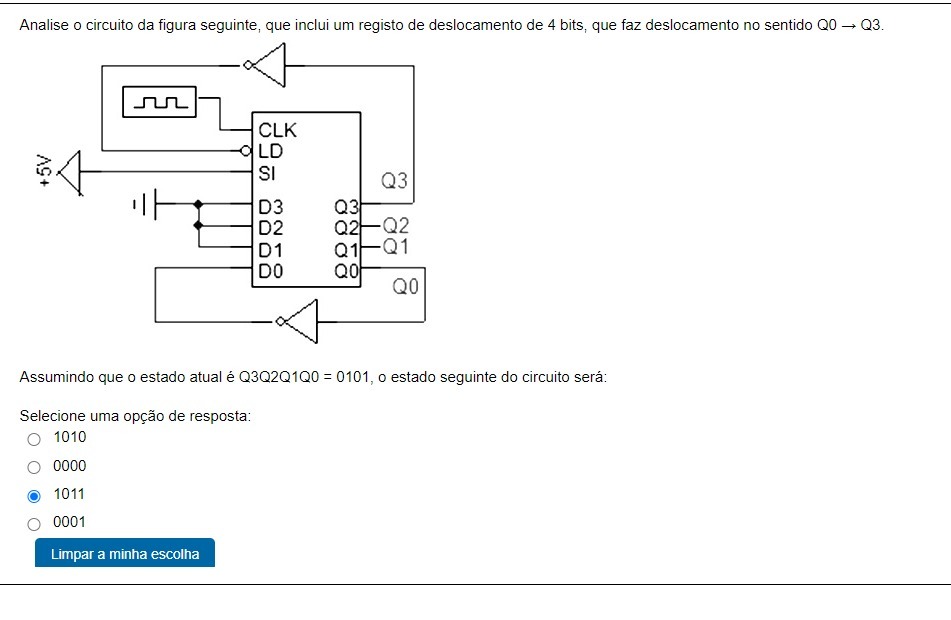 Analise o circuito da figura seguinte, que inclui um registo de deslocamento de 4 bits, que faz deslocamento no sentido Q0 → Q3.
CLK
LD
+5V
SI
Q3
D3 Q3
D2 Q2 Q2
D1 Q1 Q1
D0 Q0
Q0
Assumindo que o estado atual é Q3Q2Q1Q0 = 0101, o estado seguinte do circuito será:
Selecione uma opção de resposta:
1010
0000
1011
0001
Limpar a minha escolha